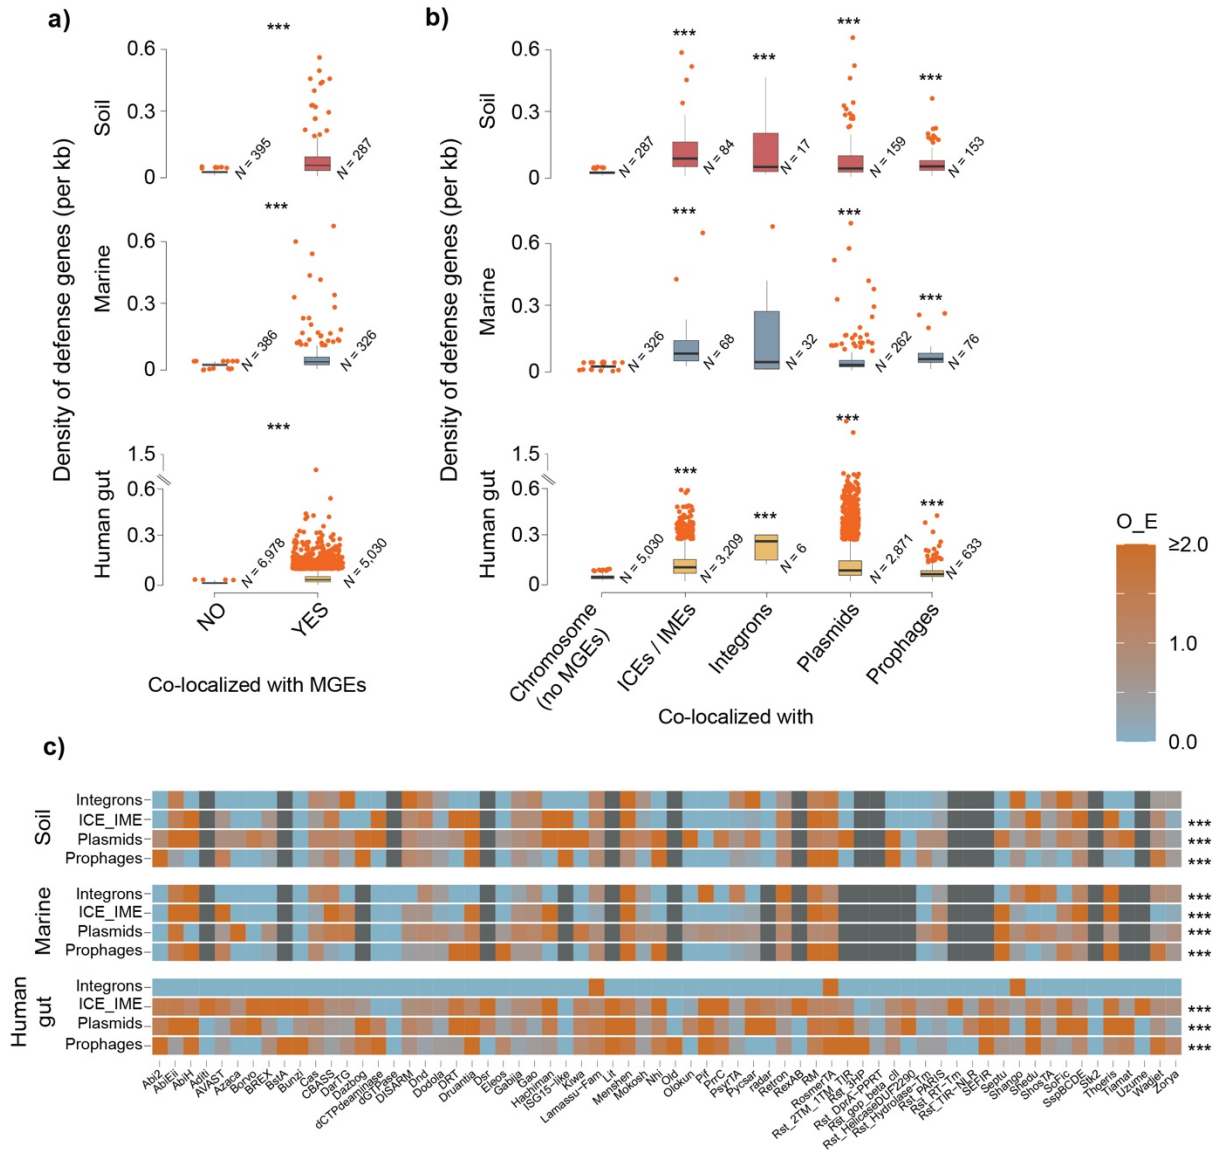 a)
Density of defense genes (per kb)
Soil
0.6
0.3
0
***
N = 395
N = 287
Marine
0.6
0.3
0
***
N = 386
N = 326
Human gut
1.5
0.6
0.3
0
***
N = 6,978
N = 5,030
NO
YES
Co-localized with MGEs
b)
Density of defense genes (per kb)
Soil
0.6
0.3
0
***
***
***
***
N = 287
N = 84
N = 17
N = 159
N = 153
Marine
0.6
0.3
0
***
***
***
N = 326
N = 68
N = 32
N = 262
N = 76
Human gut
1.5
0.6
0.3
0
***
***
***
***
N = 5,030
N = 3,209
N = 6
N = 2,871
N = 633
Chromosome
(no MGEs)
ICEs / IMEs
Integrons
Plasmids
Prophages
Co-localized with
O_E
≥2.0
1.0
0.0
c)
Soil
Integrons
ICE_IME ***
Plasmids ***
Prophages ***
Marine
Integrons ***
ICE_IME ***
Plasmids ***
Prophages ***
Human
gut
Integrons
ICE_IME ***
Plasmids ***
Prophages ***
Abi2
AbiEii
AbiH
Aditi
AVAST
Azaca
Borvo
BREX
BstA
Bunzi
Cas
CBASS
DarTG
Dazbog
dCTPdeaminase
dGTPase
DISARM
Dnd
Dodola
DRT
Druantia
Dsr
Eleos
Gabija
Gao
Hachiman
ISG15-like
Kiwa
Lamassu-Fam
Lit
Menshen
Mokosh
Nhi
Old
Olokun
Pif
PrrC
PsyrTA
Pycsar
radar
Retron
RexAB
RM
RosmerTA
Rst_2TM_1TM_TIR
Rst_3HP
Rst_DprA-PPRT
Rst_gop_beta_cll
Rst_HelicaseDUF2290
Rst_Hydrolase-Tm
Rst_PARIS
Rst_RT-Tm
Rst_TIR-NLR
SEFIR
Septu
Shango
Shedu
ShosTA
SoFic
SspBCDE
Stk2
Thoeris
Tiamat
Uzume
Wadjet
Zorya